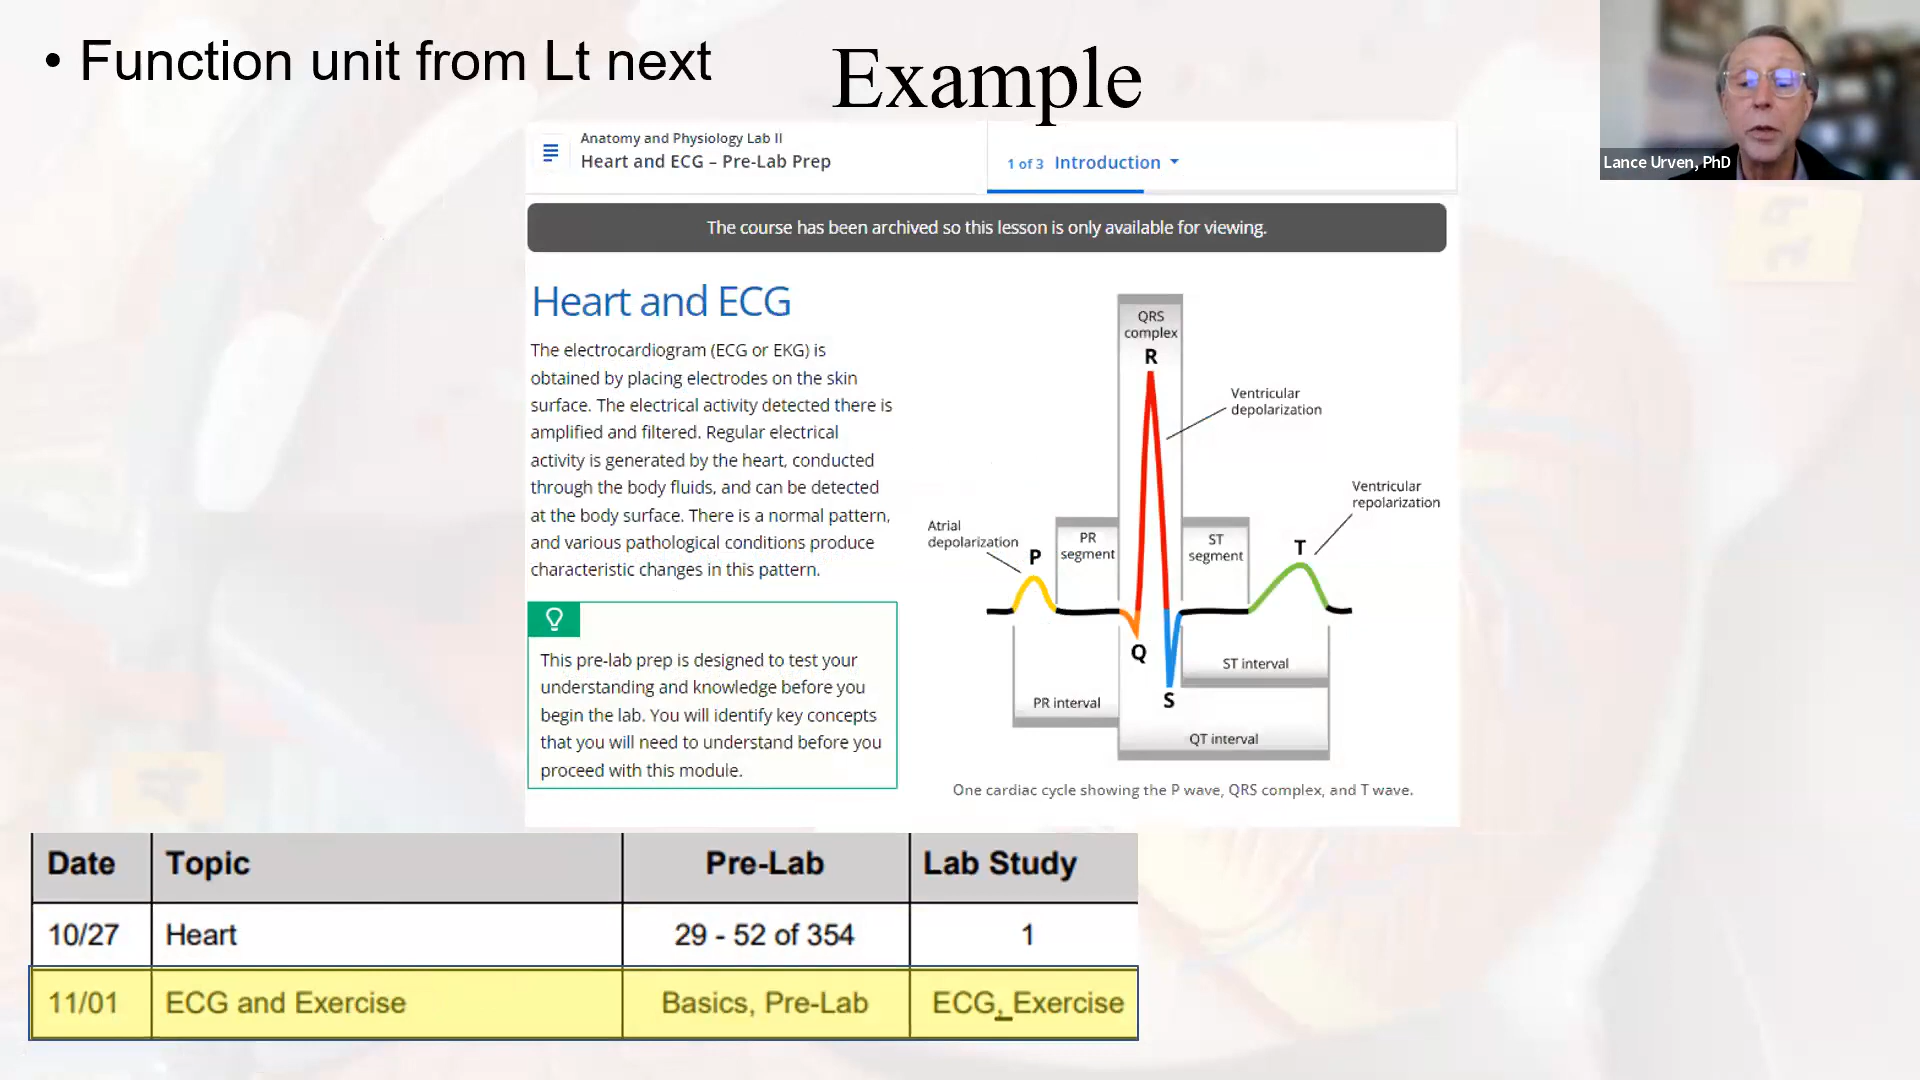 • Function unit from Lt next
Example
Lance Urven, PhD
Anatomy and Physiology Lab II
Heart and ECG – Pre-Lab Prep
1 of 3 Introduction
The course has been archived so this lesson is only available for viewing.
Heart and ECG
The electrocardiogram (ECG or EKG) is
obtained by placing electrodes on the skin
surface. The electrical activity detected there is
amplified and filtered. Regular electrical
activity is generated by the heart, conducted
through the body fluids, and can be detected
at the body surface. There is a normal pattern,
and various pathological conditions produce
characteristic changes in this pattern.
This pre-lab prep is designed to test your
understanding and knowledge before you
begin the lab. You will identify key concepts
that you will need to understand before you
proceed with this module.
QRS
complex
R
Ventricular
depolarization
Ventricular
repolarization
Atrial
depolarization
P
PR
segment
ST
segment
T
Q
ST interval
S
PR interval
QT interval
One cardiac cycle showing the P wave, QRS complex, and T wave.
Date Topic Pre-Lab Lab Study
10/27 Heart 29 - 52 of 354 1
11/01 ECG and Exercise Basics, Pre-Lab ECG, Exercise